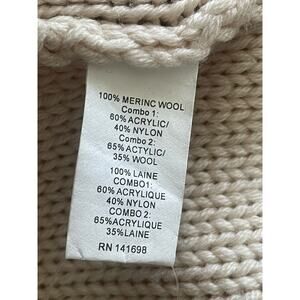 100% MERINC WOOL
Combo 1:
60% ACRYLIC/
40% NYLON
Combo 2:
65% ACTYLIC/
35% WOOL
100% LAINE
COMBO1:
60% ACRYLIQUE
40% NYLON
COMBO 2:
65%ACRYLIQUE
35%LAINE
RN 141698